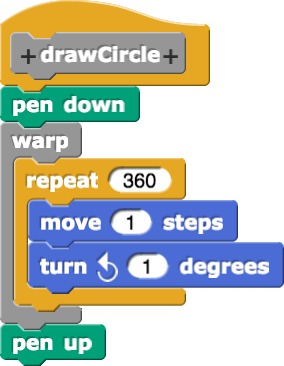 +drawCircle+
pen down
warp
repeat 360
move 1 steps
turn 1 degrees
pen up